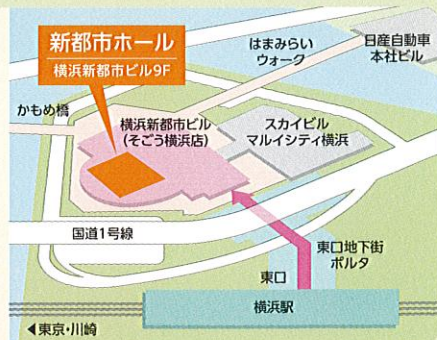 新都市ホール
横浜新都市ビル9F
はまみらい
ウォーク
日産自動車
本社ビル
かもめ橋
横浜新都市ビル
(そごう横浜店)
スカイビル
マルイシティ横浜
国道1号線
東口地下街
ポルタ
東口
横浜駅
◀東京・川崎